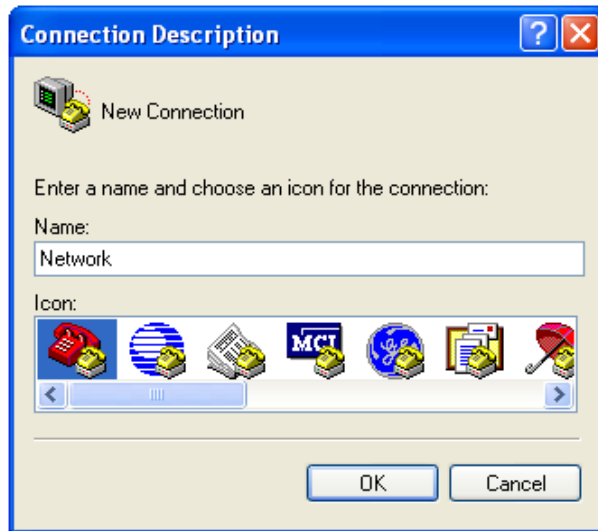 Connection Description
New Connection
Enter a name and choose an icon for the connection:
Name:
Network
Icon:
MCI
OK Cancel